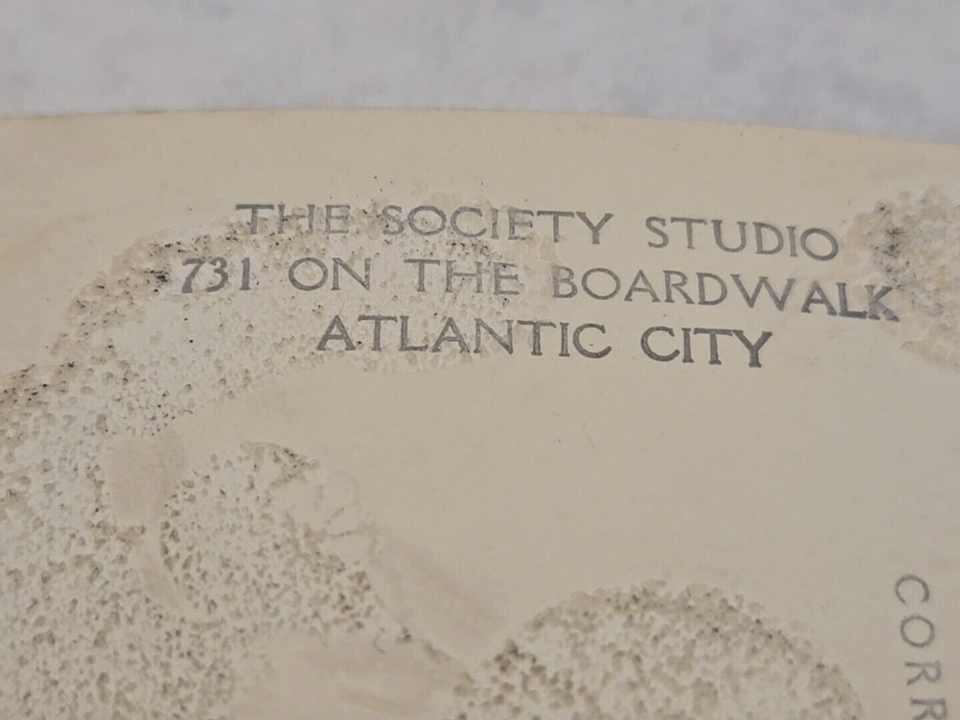 THE SOCIETY STUDIO
731 ON THE BOARDWALK
ATLANTIC CITY